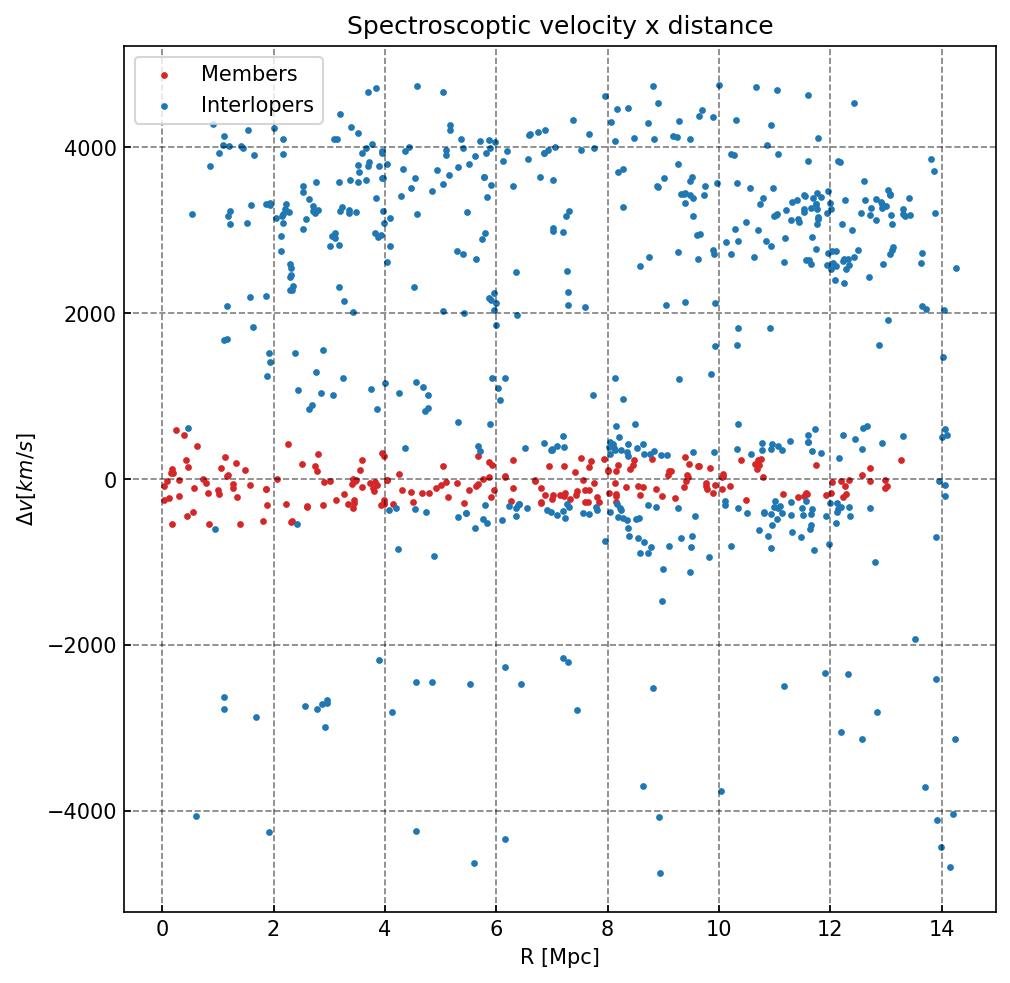 Spectroscoptic velocity x distance
Members
Interlopers
4000
2000
0
−2000
−4000
Δv[km/s]
0 2 4 6 8 10 12 14
R [Mpc]